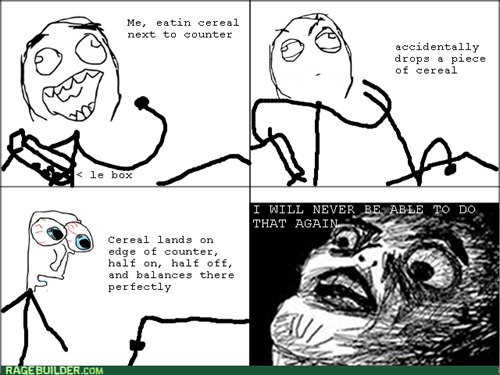 Me, eatin cereal
next to counter
< le box
accidentally
drops a piece
of cereal
Cereal lands on
edge of counter,
half on, half off,
and balances there
perfectly
I WILL NEVER BE ABLE TO DO
THAT AGAIN
RAGEBUILDER.COM